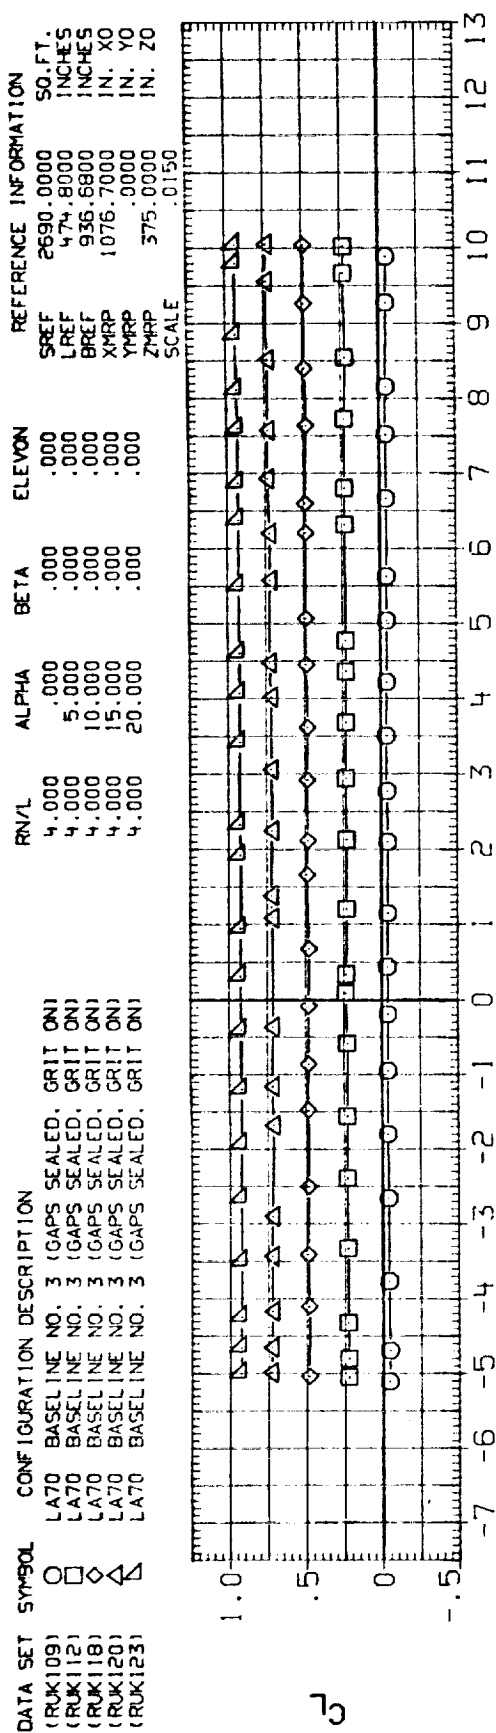 DATA SET SYMBOL CONFIGURATION DESCRIPTION RN/L ALPHA BETA ELEVON REFERENCE INFORMATION
(RUK109) LA70 BASELINE NO. 3 (GAPS SEALED. GRIT ON) 4.000 .000 .000 .000 SREF 2690.0000 SQ.FT.
(RUK112) LA70 BASELINE NO. 3 (GAPS SEALED. GRIT ON) 4.000 5.000 .000 .000 LREF 474.8000 INCHES
(RUK118) LA70 BASELINE NO. 3 (GAPS SEALED. GRIT ON) 4.000 10.000 .000 .000 BREF 936.6800 INCHES
(RUK120) LA70 BASELINE NO. 3 (GAPS SEALED. GRIT ON) 4.000 15.000 .000 .000 XMRP 1076.7000 IN. XO
(RUK123) LA70 BASELINE NO. 3 (GAPS SEALED. GRIT ON) 4.000 20.000 .000 .000 YMRP .0000 IN. YO
ZMRP 375.0000 IN. ZO
SCALE .0150
1.0
.5
.0
-.5
CL
-7 -6 -5 -4 -3 -2 -1 0 1 2 3 4 5 6 7 8 9 10 11 12 13